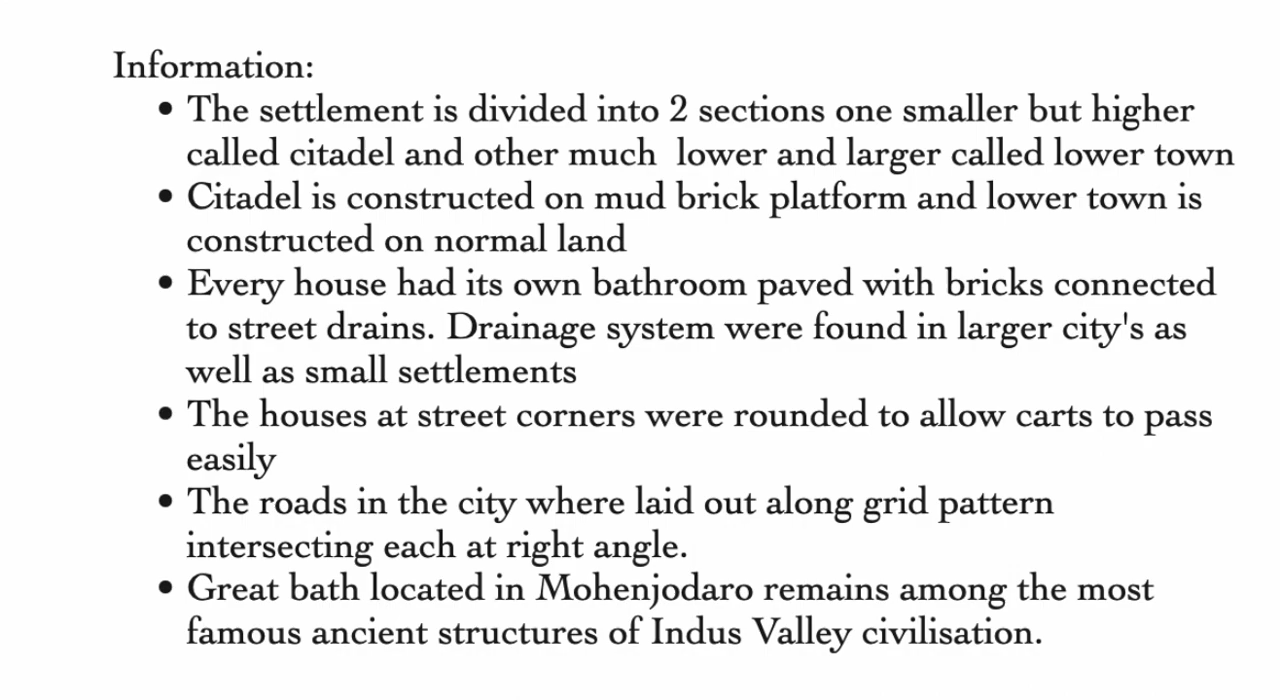 Information:
• The settlement is divided into 2 sections one smaller but higher
called citadel and other much  lower and larger called lower town
• Citadel is constructed on mud brick platform and lower town is
constructed on normal land
• Every house had its own bathroom paved with bricks connected
to street drains. Drainage system were found in larger city's as
well as small settlements
• The houses at street corners were rounded to allow carts to pass
easily
• The roads in the city where laid out along grid pattern
intersecting each at right angle.
• Great bath located in Mohenjodaro remains among the most
famous ancient structures of Indus Valley civilisation.